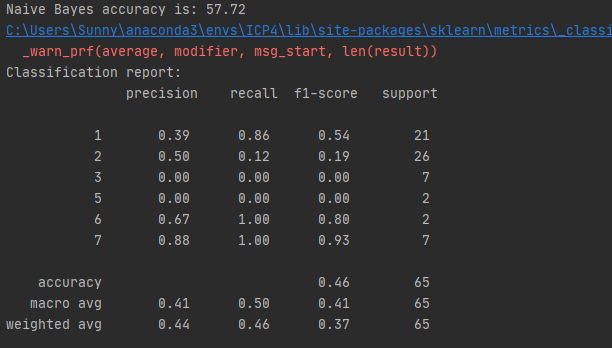 Naive Bayes accuracy is: 57.72
C:\Users\Sunny\anaconda3\envs\ICP4\lib\site-packages\sklearn\metrics\_classi
_warn_prf(average, modifier, msg_start, len(result))
Classification report:
precision recall f1-score support
1 0.39 0.86 0.54 21
2 0.50 0.12 0.19 26
3 0.00 0.00 0.00 7
5 0.00 0.00 0.00 2
6 0.67 1.00 0.80 2
7 0.88 1.00 0.93 7
accuracy 0.46 65
macro avg 0.41 0.50 0.41 65
weighted avg 0.44 0.46 0.37 65